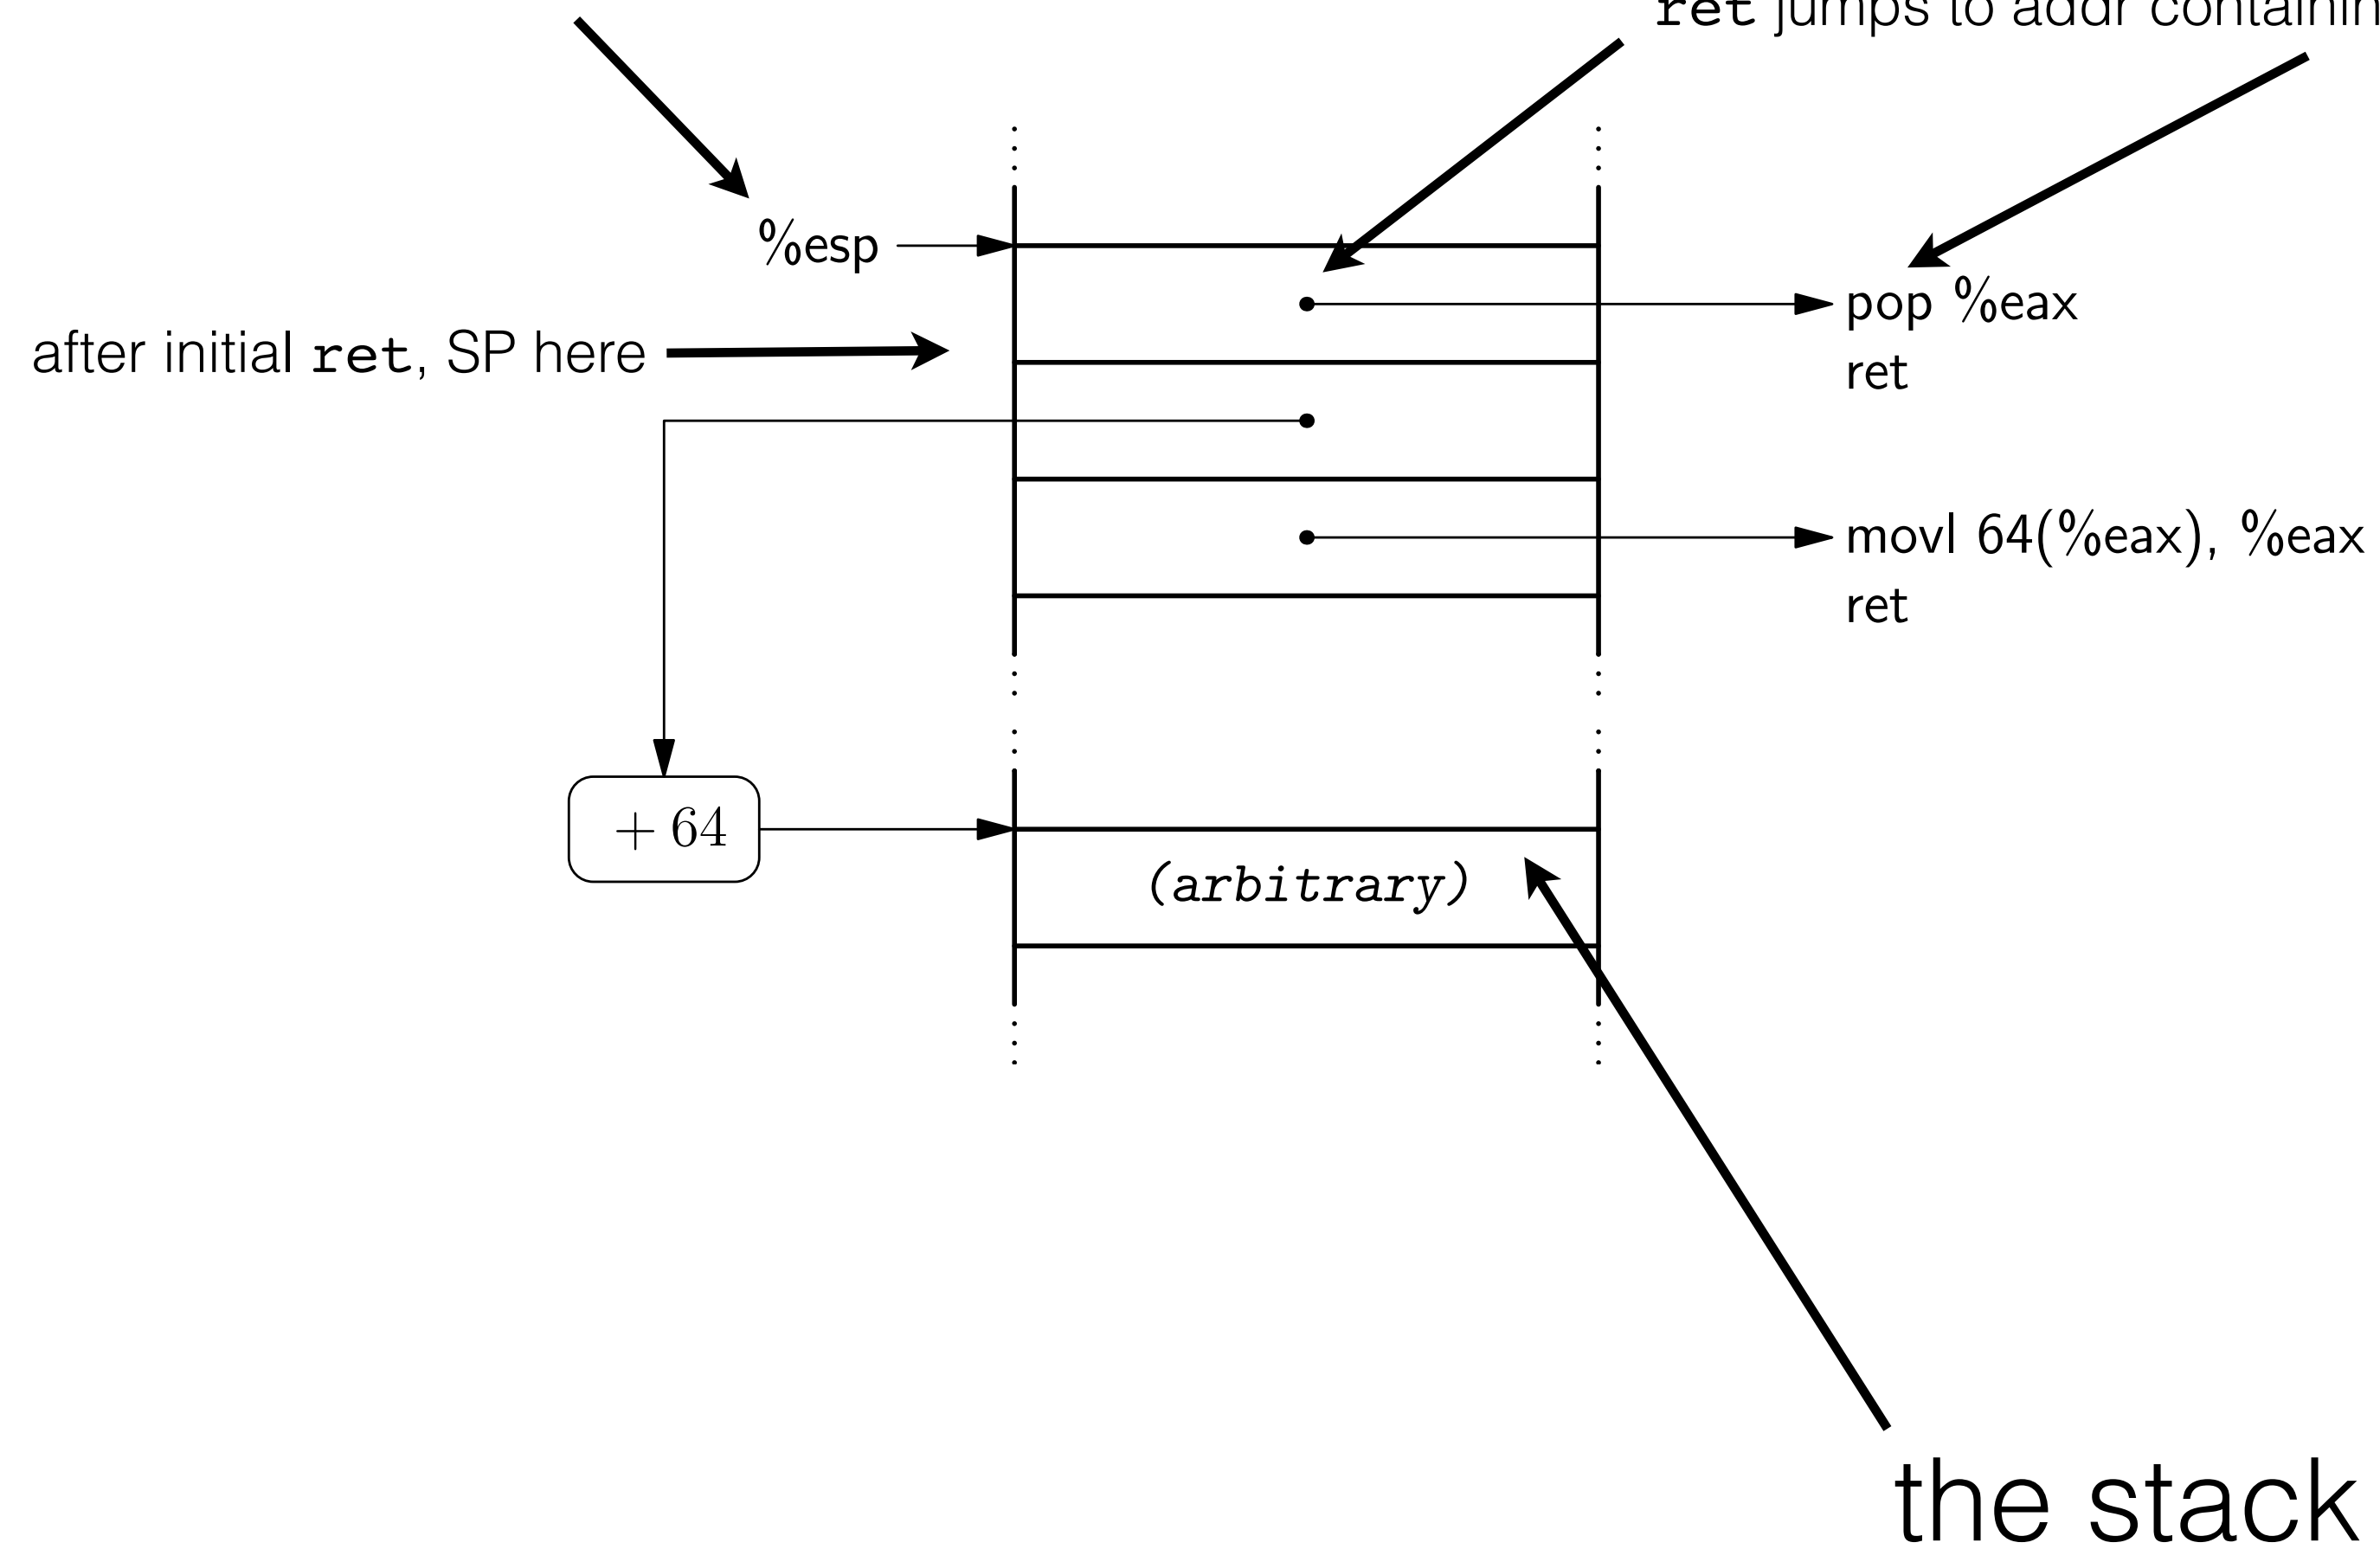 ret jumps to addr containin
%esp
pop %eax
after initial ret, SP here
ret
movl 64(%eax), %eax
ret
+ 64
(arbitrary)
the stack